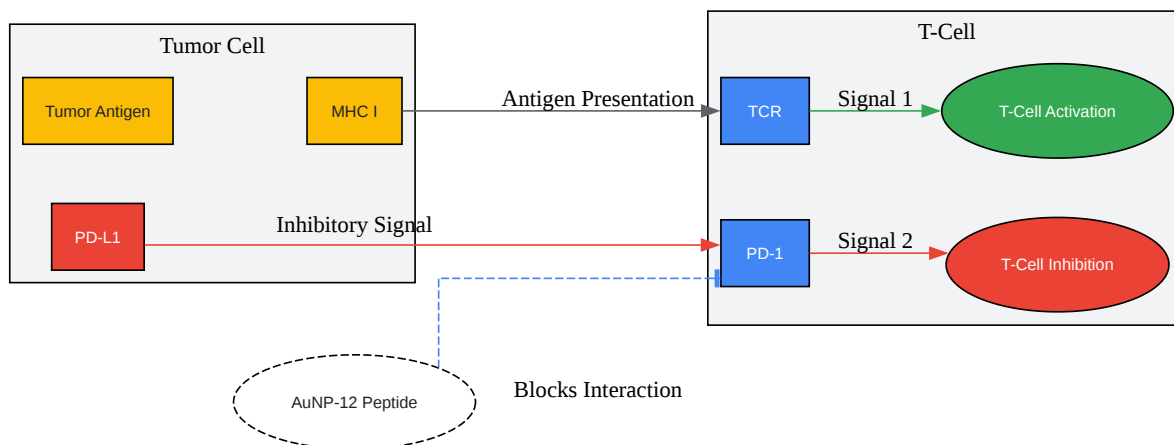 Tumor Cell
T-Cell
Tumor Antigen
MHC I
Antigen Presentation
TCR
Signal 1
T-Cell Activation
PD-L1
Inhibitory Signal
PD-1
Signal 2
T-Cell Inhibition
AuNP-12 Peptide
Blocks Interaction